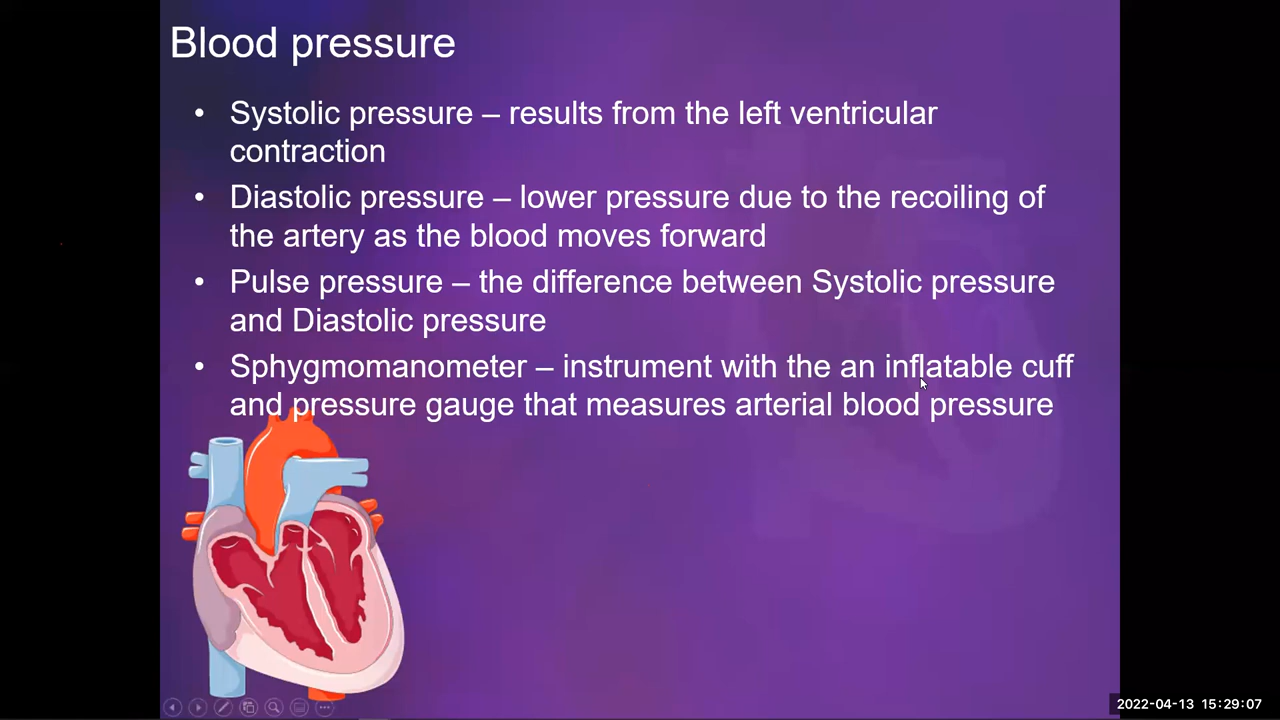 Blood pressure
• Systolic pressure – results from the left ventricular
contraction
• Diastolic pressure – lower pressure due to the recoiling of
the artery as the blood moves forward
• Pulse pressure – the difference between Systolic pressure
and Diastolic pressure
• Sphygmomanometer – instrument with the an inflatable cuff
and pressure gauge that measures arterial blood pressure
2022-04-13 15:29:07